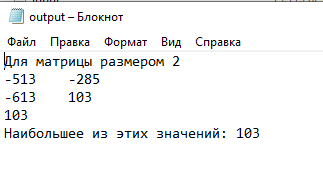 output – Блокнот
Файл Правка Формат Вид Справка
Для матрицы размером 2
-513 -285
-613 103
103
Наибольшее из этих значений: 103